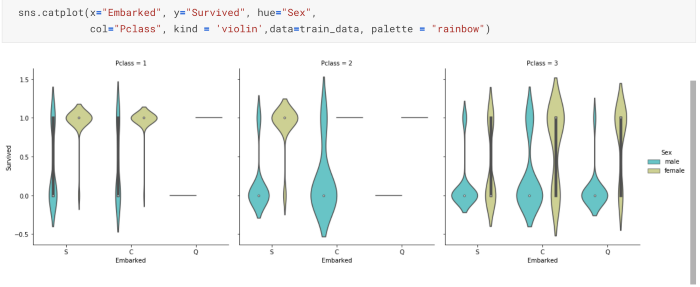 sns.catplot(x="Embarked", y="Survived", hue="Sex",
col="Pclass", kind = 'violin',data=train_data, palette = "rainbow")
Pclass = 1
Pclass = 2
Pclass = 3
1.5
1.0
0.5
0.0
−0.5
Survived
S C Q
S C Q
S C Q
Embarked
Embarked
Embarked
Sex
male
female